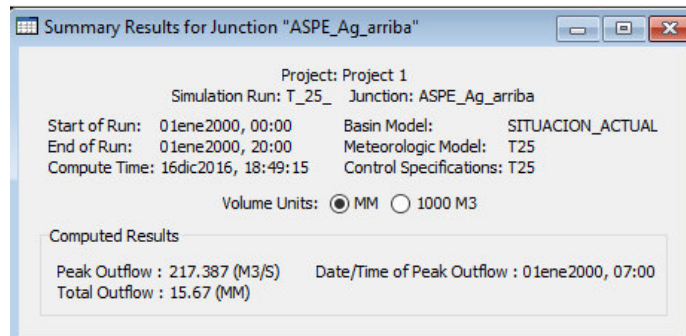 Summary Results for Junction "ASPE_Ag_arriba"
Project: Project 1
Simulation Run: T_25_ Junction: ASPE_Ag_arriba
Start of Run: 01ene2000, 00:00 Basin Model: SITUACION_ACTUAL
End of Run: 01ene2000, 20:00 Meteorologic Model: T25
Compute Time: 16dic2016, 18:49:15 Control Specifications: T25
Volume Units: MM 1000 M3
Computed Results
Peak Outflow : 217.387 (M3/S) Date/Time of Peak Outflow : 01ene2000, 07:00
Total Outflow : 15.67 (MM)